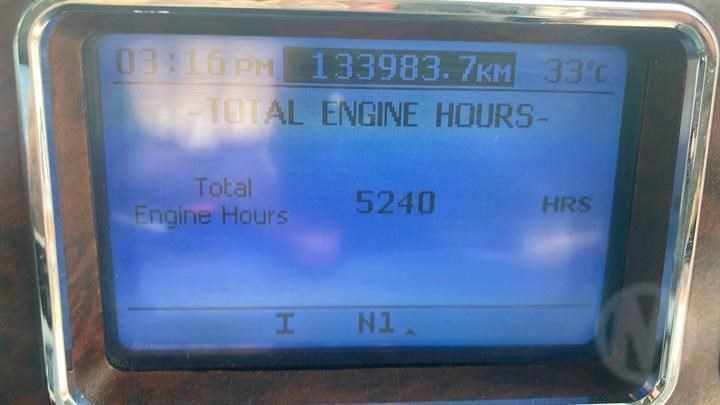 03:16 PM 133983.7KM 33°C
-TOTAL ENGINE HOURS-
Total
Engine Hours 5240 HRS
I N1
N